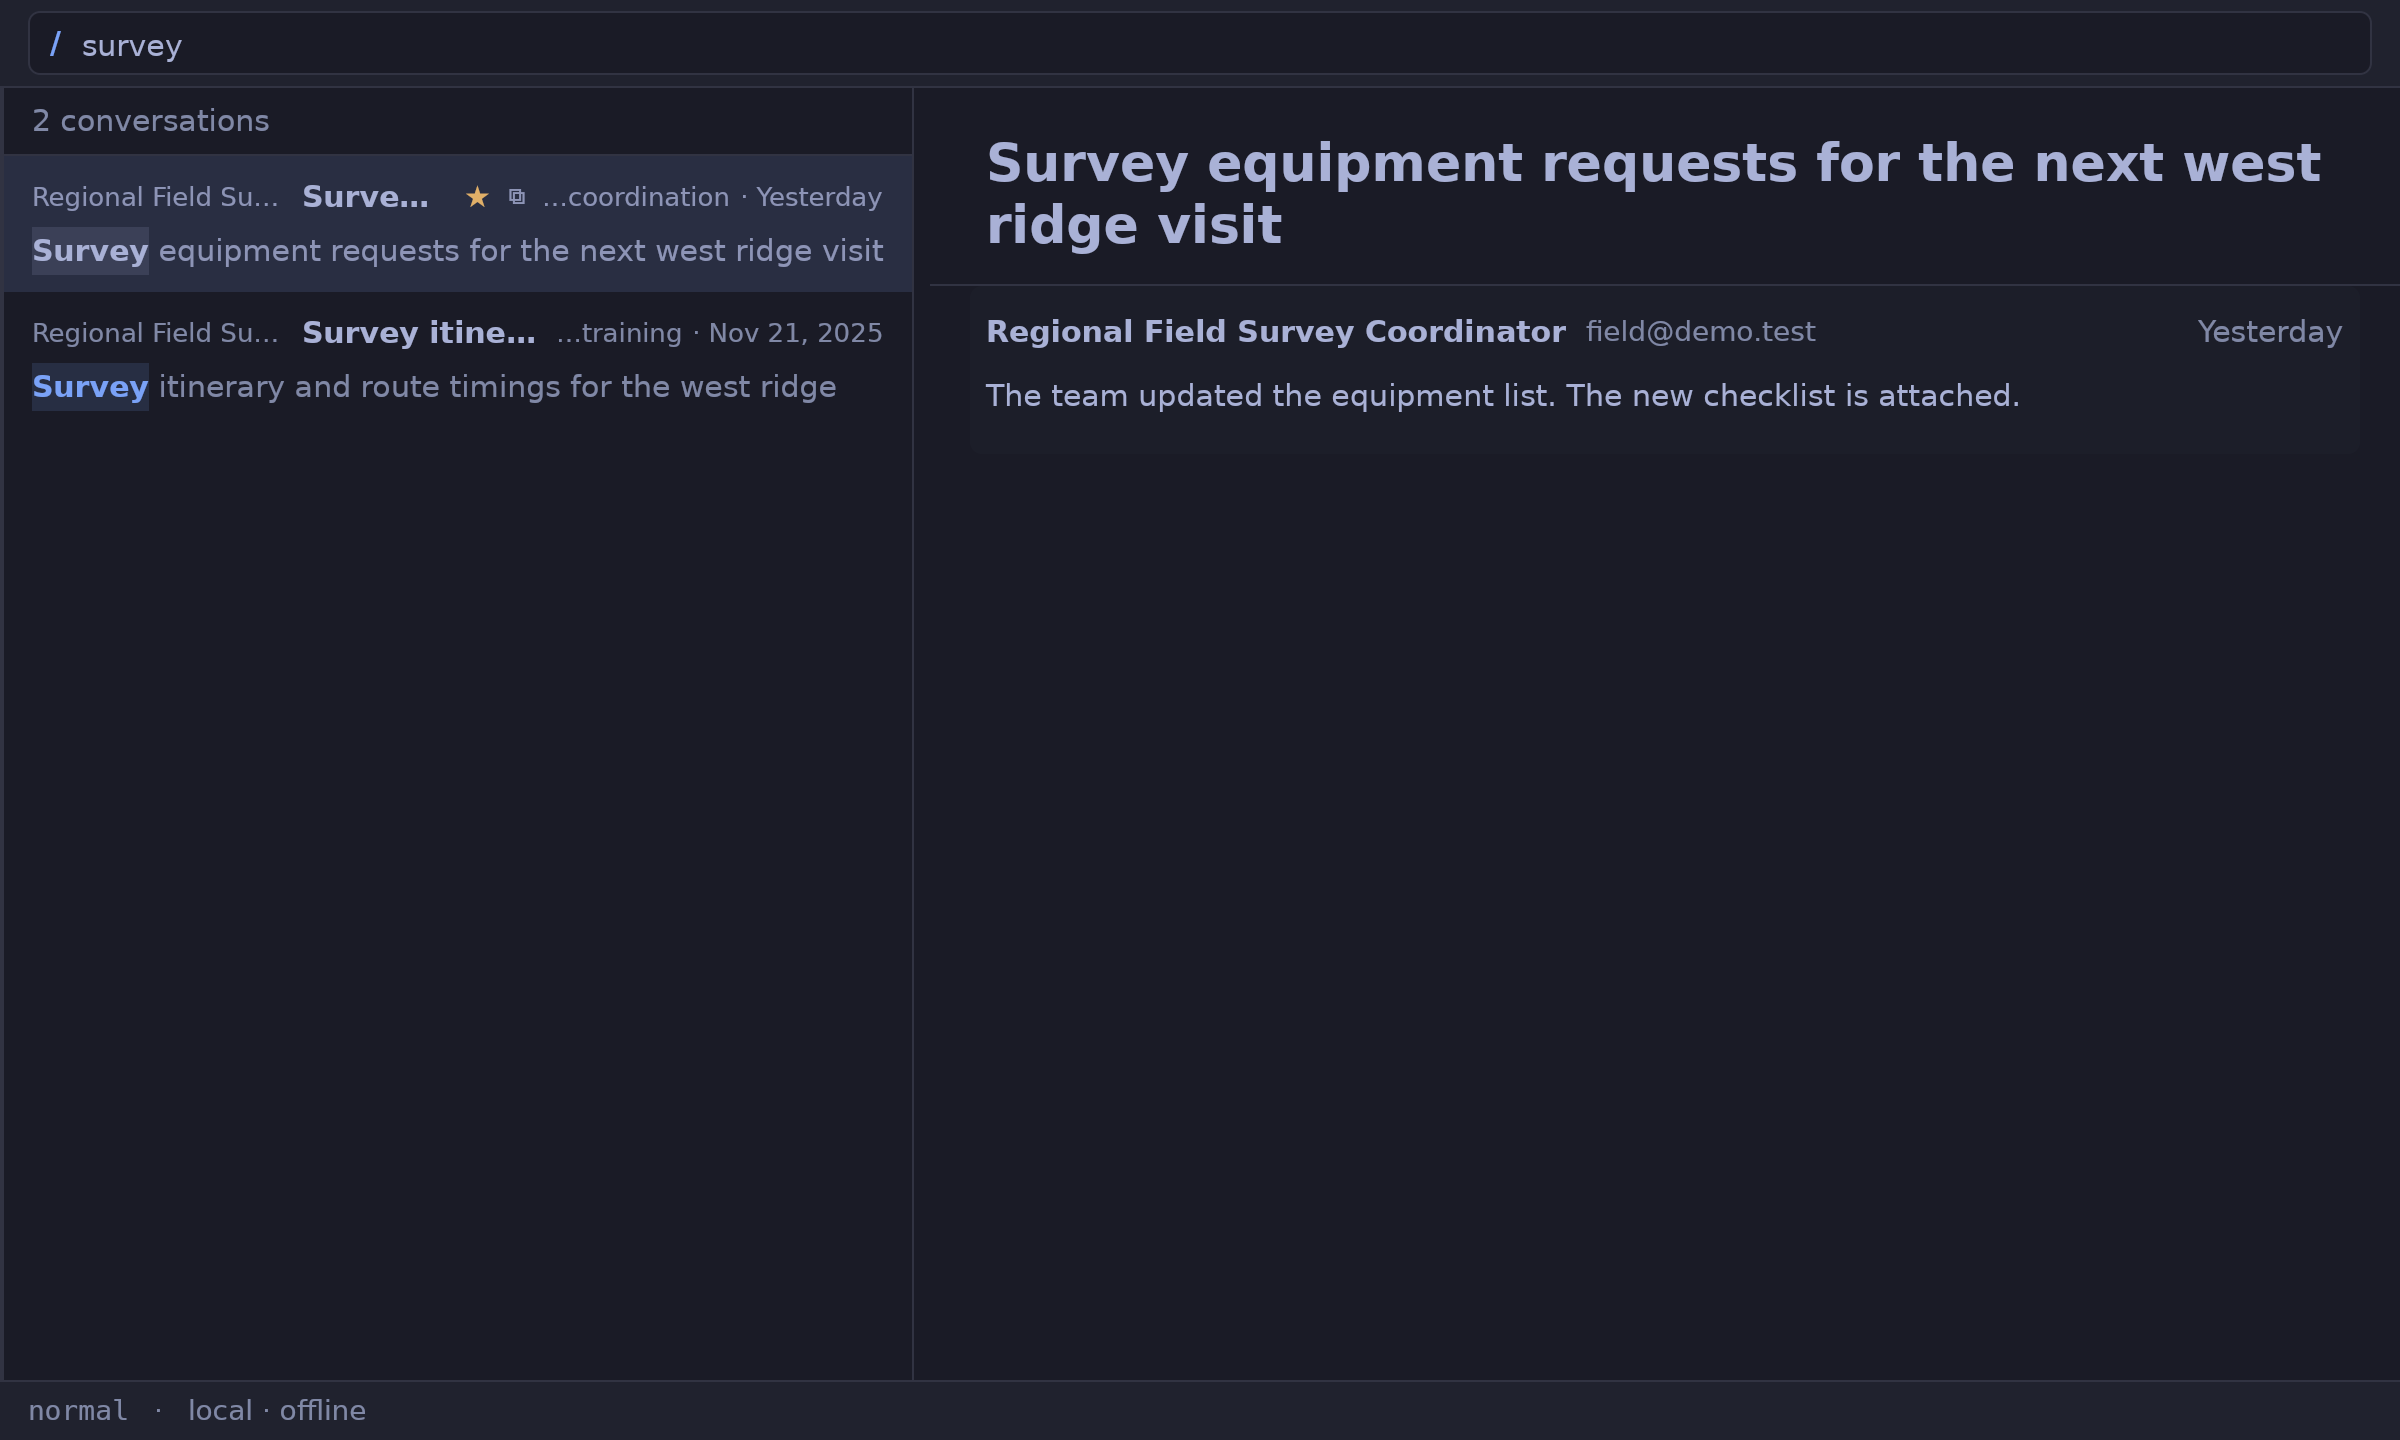 / survey
2 conversations
Regional Field Su… Surve… ★ ⧉ …coordination · Yesterday
Survey equipment requests for the next west ridge visit
Regional Field Su… Survey itine… …training · Nov 21, 2025
Survey itinerary and route timings for the west ridge
Survey equipment requests for the next west
ridge visit
Regional Field Survey Coordinator field@demo.test Yesterday
The team updated the equipment list. The new checklist is attached.
normal · local · offline